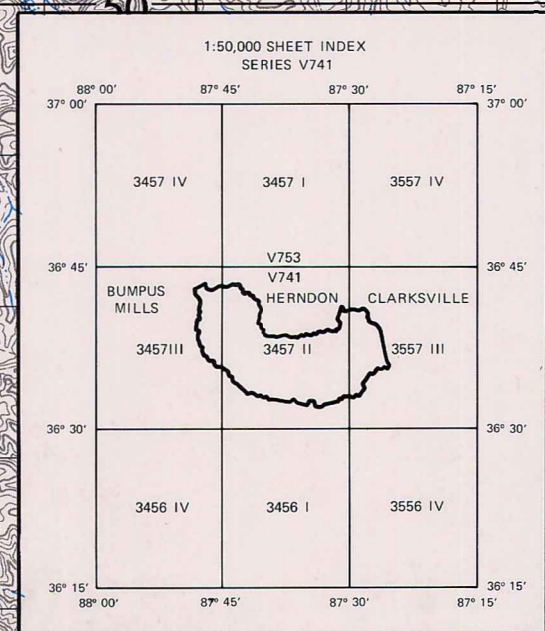 50
1:50,000 SHEET INDEX
SERIES V741
88° 00' 87° 45' 87° 30' 87° 15'
37° 00' 37° 00'
3457 IV 3457 I 3557 IV
V753
36° 45' 36° 45'
V741
BUMPUS MILLS HERNDON CLARKSVILLE
3457III 3457 II 3557 III
36° 30' 36° 30'
3456 IV 3456 I 3556 IV
36° 15' 36° 15'
88° 00' 87° 45' 87° 30' 87° 15'